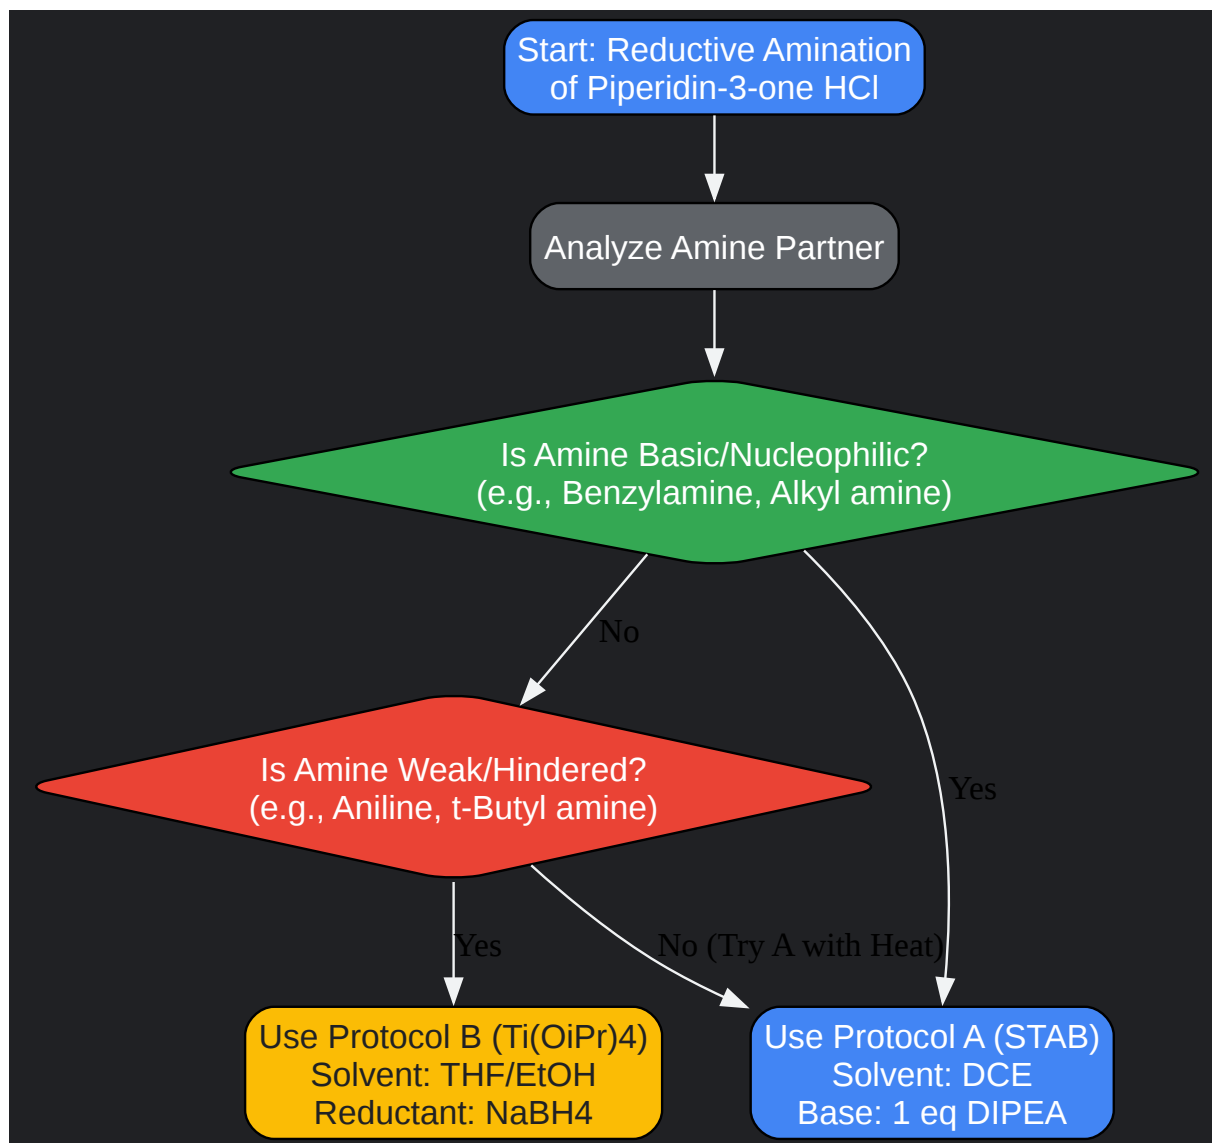 Start: Reductive Amination
of Piperidin-3-one HCl
Analyze Amine Partner
Is Amine Basic/Nucleophilic?
(e.g., Benzylamine, Alkyl amine)
No
Is Amine Weak/Hindered?
(e.g., Aniline, t-Butyl amine)
Yes
Yes
No (Try A with Heat)
Use Protocol B (Ti(OiPr)4)
Solvent: THF/EtOH
Reductant: NaBH4
Use Protocol A (STAB)
Solvent: DCE
Base: 1 eq DIPEA